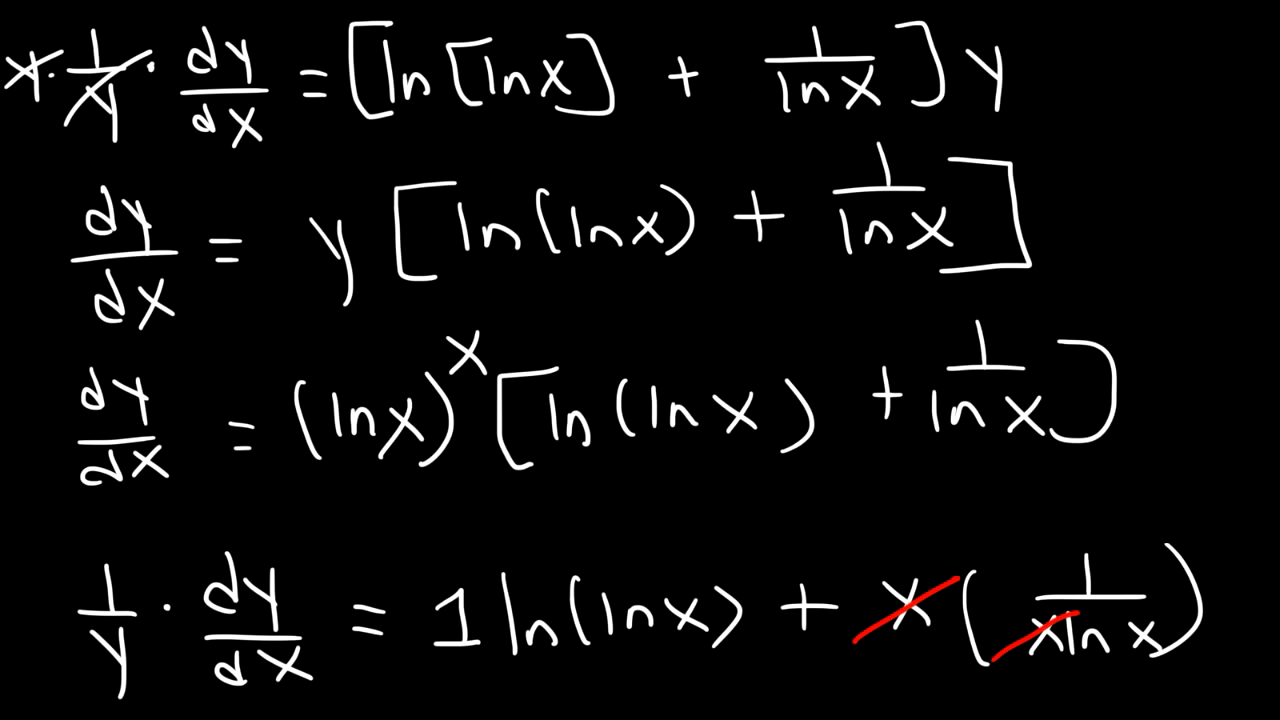 y · 1/y · dy/dx = [ln[lnx] + 1/lnx] y
dy/dx = y [ln(lnx) + 1/lnx]
dy/dx = (lnx)^x [ln(lnx) + 1/lnx)
1/y · dy/dx = 1 ln(lnx) + x (1/xlnx)